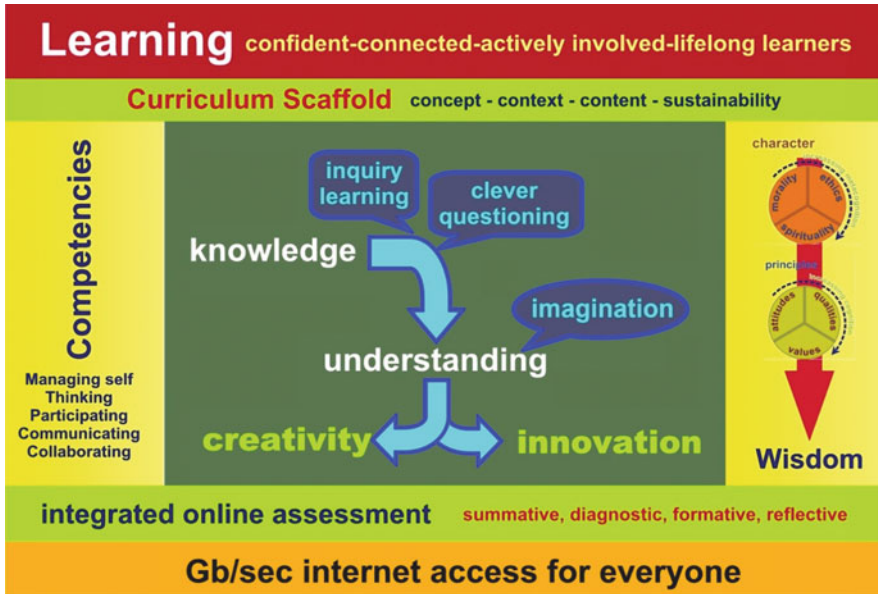 Learning confident-connected-actively involved-lifelong learners
Curriculum Scaffold concept - context - content - sustainability
Competencies
Managing self
Thinking
Participating
Communicating
Collaborating
inquiry
learning
clever
questioning
knowledge
imagination
understanding
creativity
innovation
character
morality
ethics
spirituality
principles
attitudes
qualities
values
Wisdom
integrated online assessment summative, diagnostic, formative, reflective
Gb/sec internet access for everyone